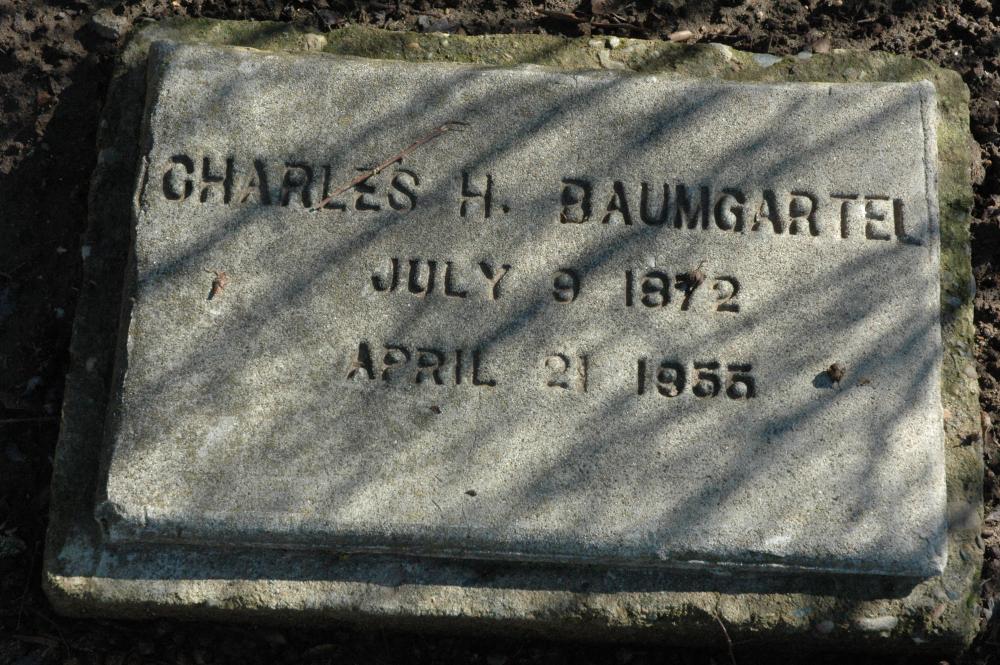 CHARLES H. BAUMGARTEL
JULY 9 1872
APRIL 21 1955